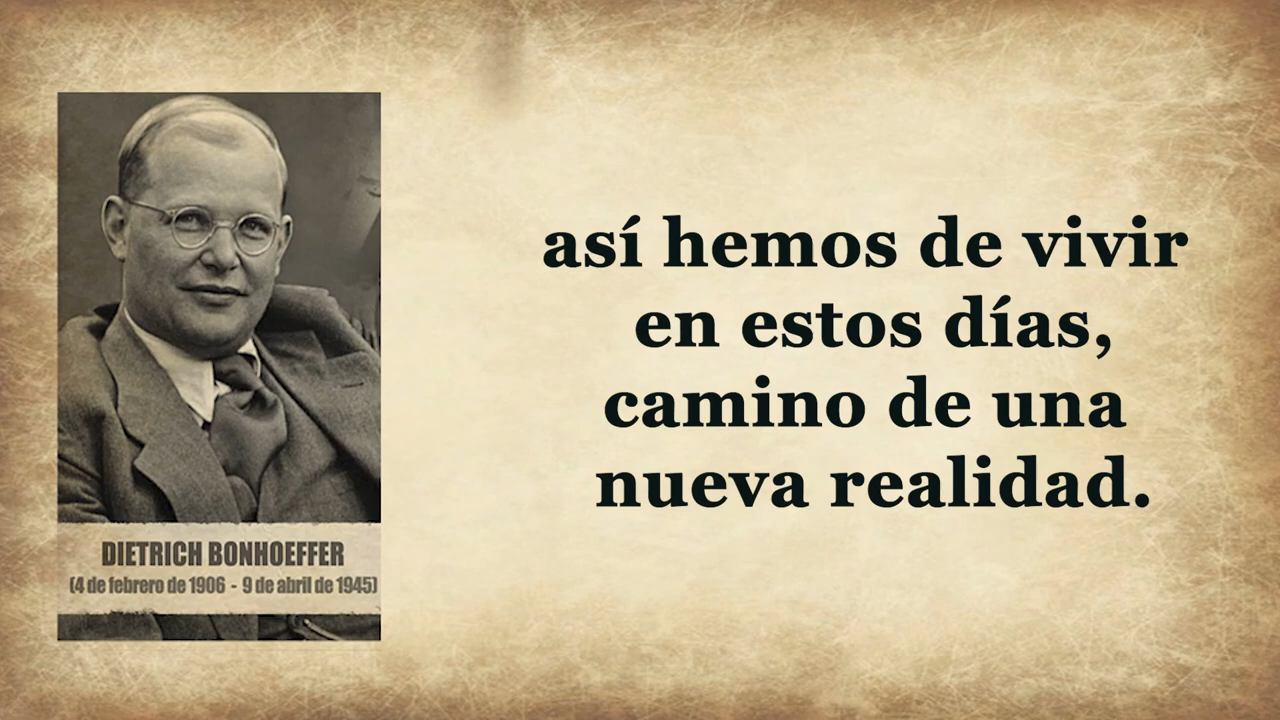 así hemos de vivir
en estos días,
camino de una
nueva realidad.
DIETRICH BONHOEFFER
(4 de febrero de 1906 - 9 de abril de 1945)